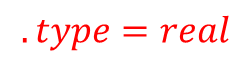 .type = real